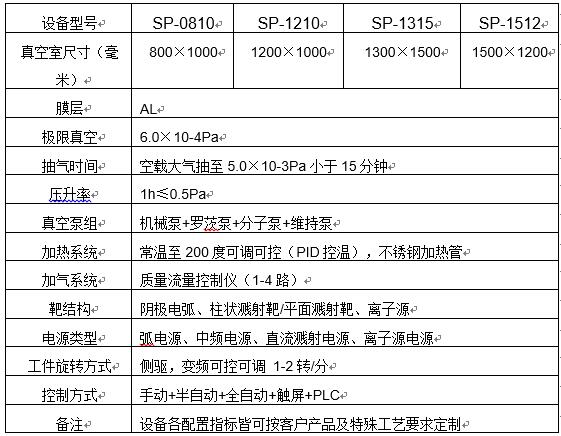 设备型号 SP-0810 SP-1210 SP-1315 SP-1512
真空室尺寸（毫 800×1000 1200×1000 1300×1500 1500×1200
米）
膜层 AL
极限真空 6.0×10-4Pa
抽气时间 空载大气抽至 5.0×10-3Pa 小于 15 分钟
压升率 1h≤0.5Pa
真空泵组 机械泵+罗茨泵+分子泵+维持泵
加热系统 常温至 200 度可调可控（PID 控温），不锈钢加热管
加气系统 质量流量控制仪（1-4 路）
靶结构 阴极电弧、柱状溅射靶/平面溅射靶、离子源
电源类型 弧电源、中频电源、直流溅射电源、离子源电源
工件旋转方式 侧驱，变频可控可调 1-2 转/分
控制方式 手动+半自动+全自动+触屏+PLC
备注 设备各配置指标皆可按客户产品及特殊工艺要求定制